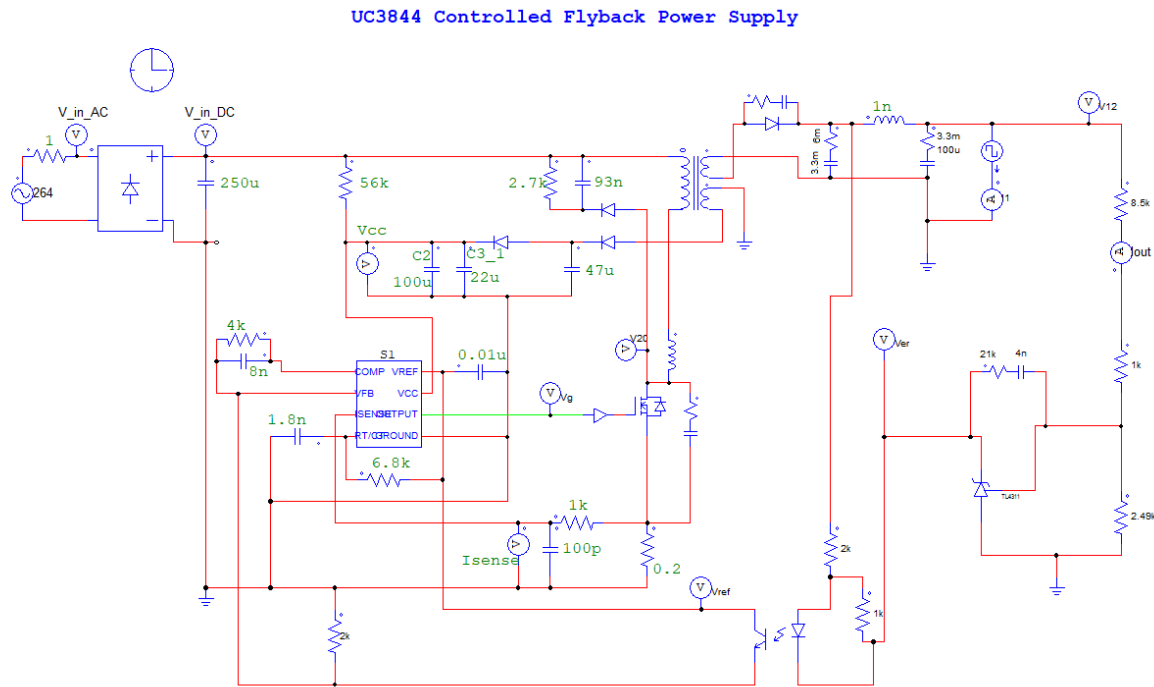 UC3844 Controlled Flyback Power Supply
V_in_AC
V_in_DC
V
V
1
264
250u
56k
2.7k
93n
1n
6m
3.3m
3.3m
100u
V
V12
A
8.5k
A
Iout
1k
2.49k
Vcc
V
C2
100u
C3_1
22u
47u
V
V20
4k
8n
S1
COMP
VREF
VFB
VCC
ISENSE
OUTPUT
RT/CT
GROUND
0.01u
V
Vg
1.8n
6.8k
1k
100p
V
Isense
0.2
V
Ver
21k
4n
TL431
2k
1k
V
Vref
2k